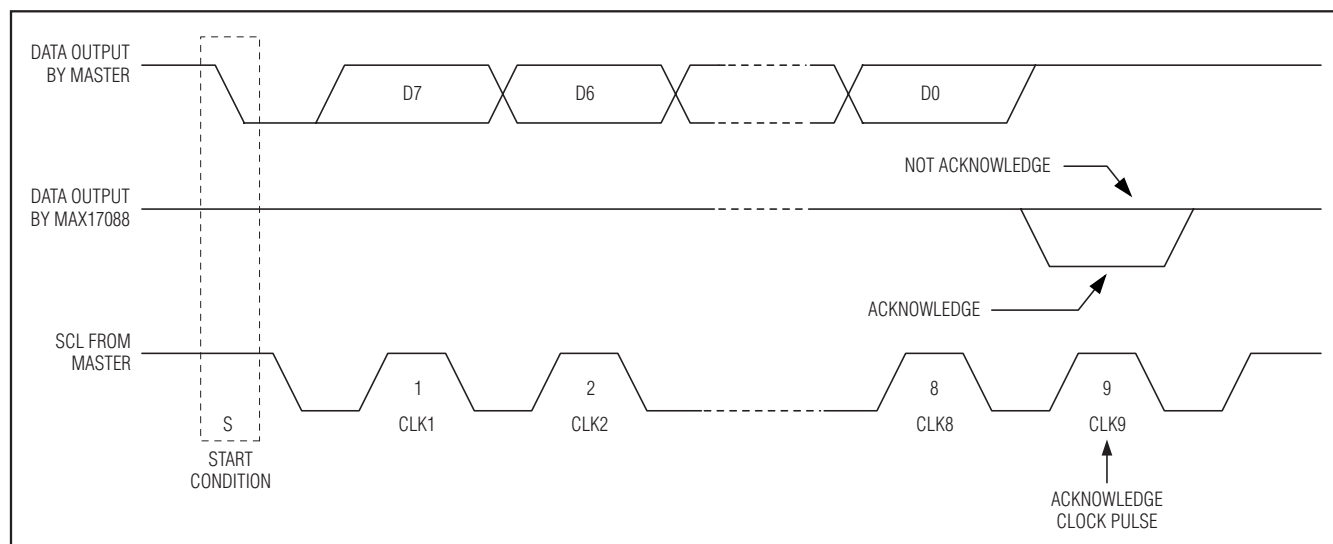 DATA OUTPUT
BY MASTER
D7
D6
D0
NOT ACKNOWLEDGE
DATA OUTPUT
BY MAX17088
ACKNOWLEDGE
SCL FROM
MASTER
1
2
8
9
S
CLK1
CLK2
CLK8
CLK9
START
CONDITION
ACKNOWLEDGE
CLOCK PULSE